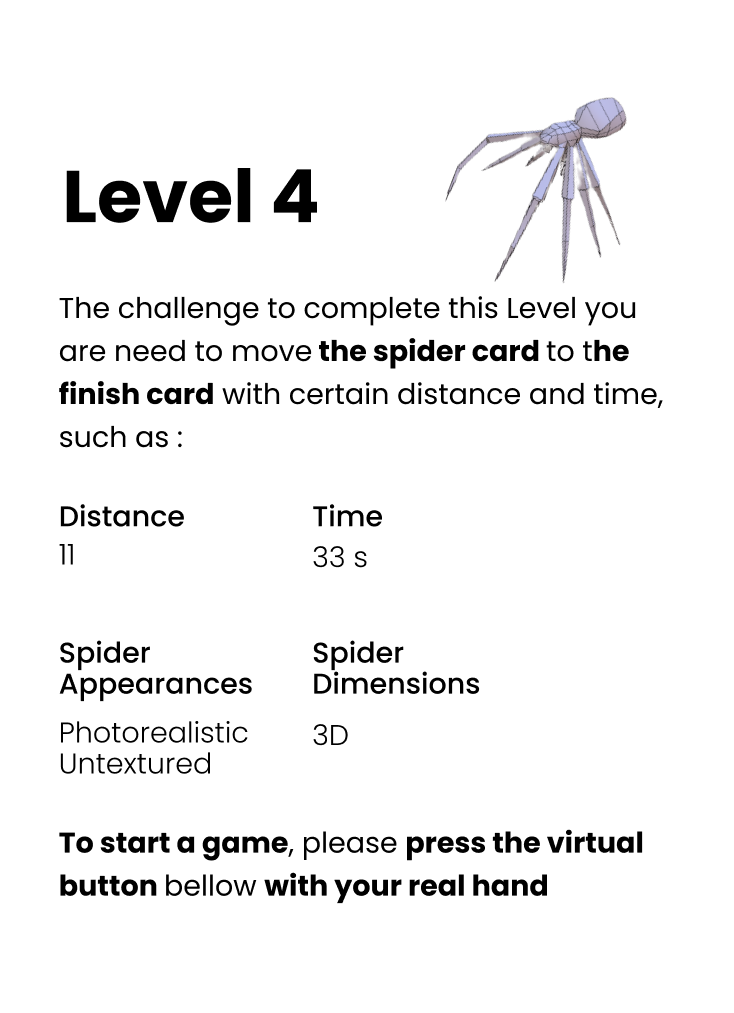 Level 4
The challenge to complete this Level you
are need to move the spider card to the
finish card with certain distance and time,
such as :
Distance
Time
11
33 s
Spider
Appearances
Spider
Dimensions
Photorealistic
Untextured
3D
To start a game, please press the virtual
button bellow with your real hand